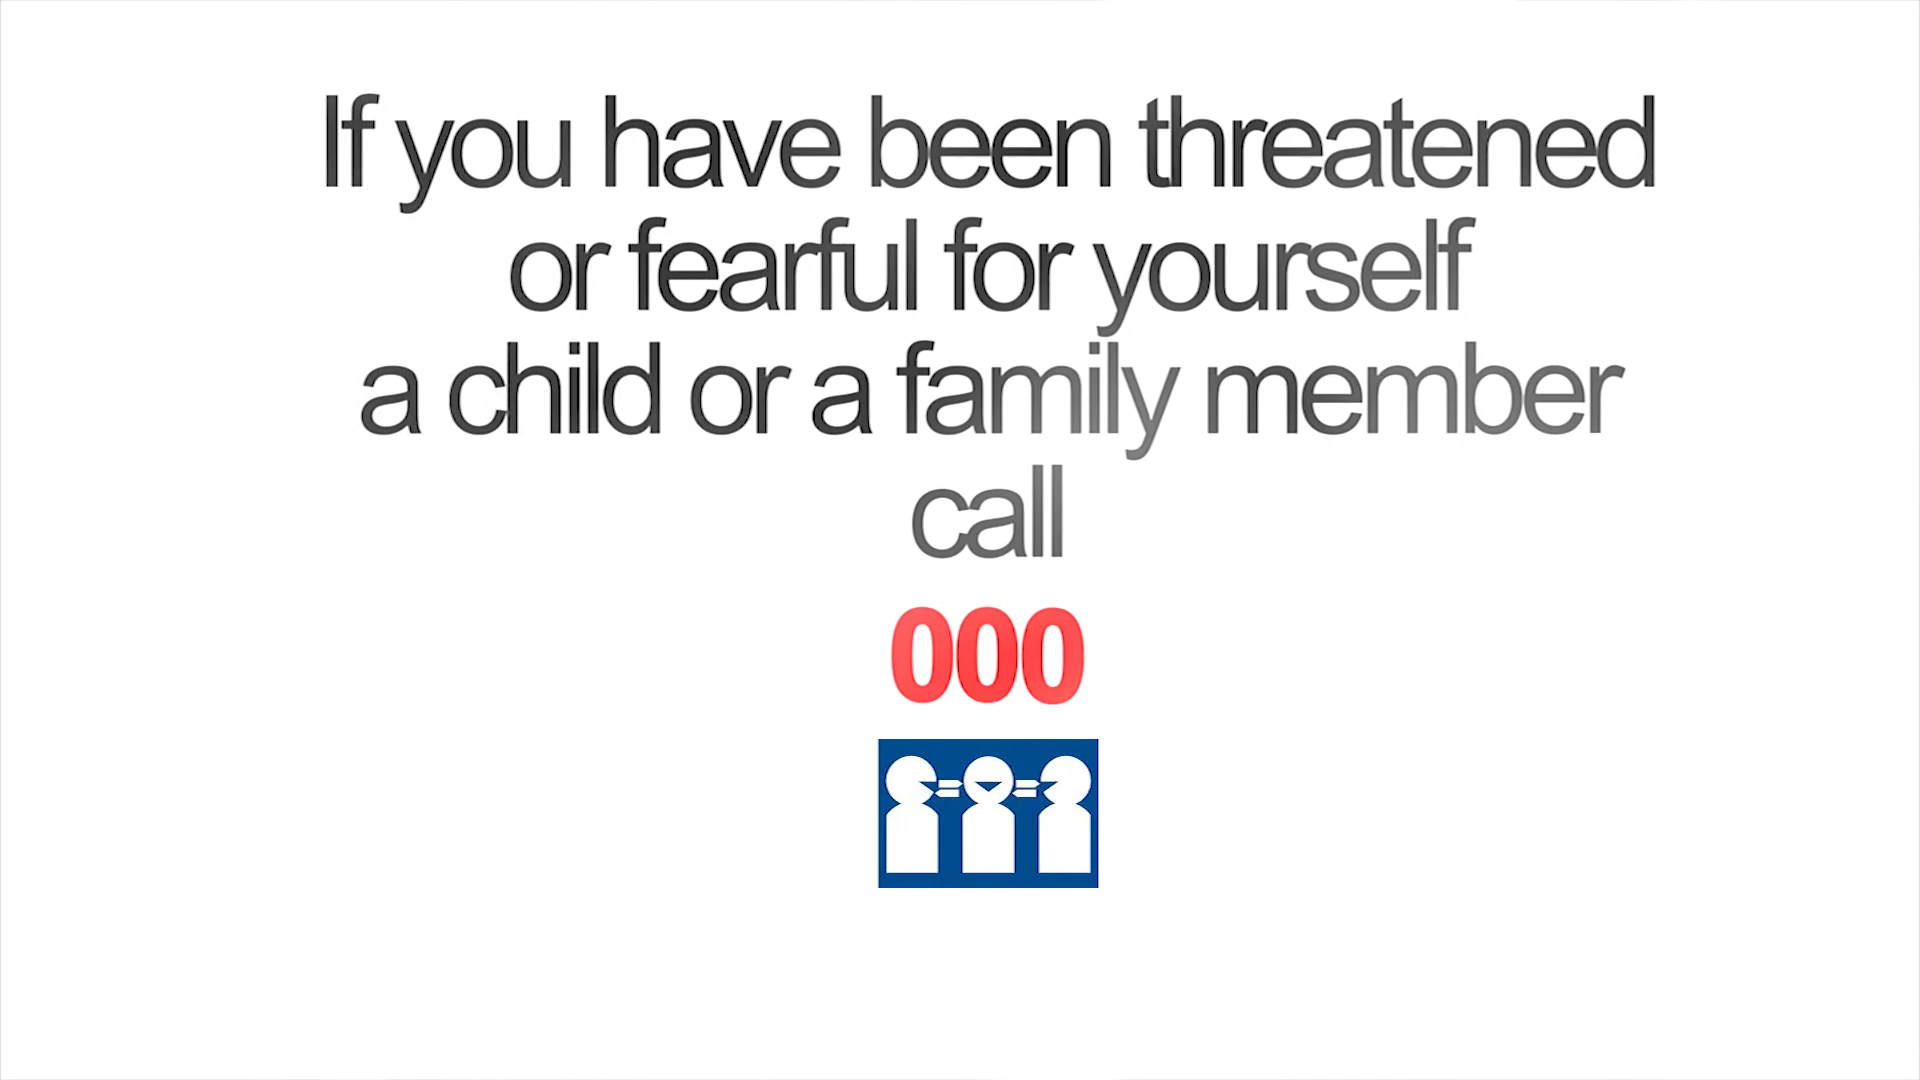 If you have been threatened
or fearful for yourself
a child or a family member
call
000